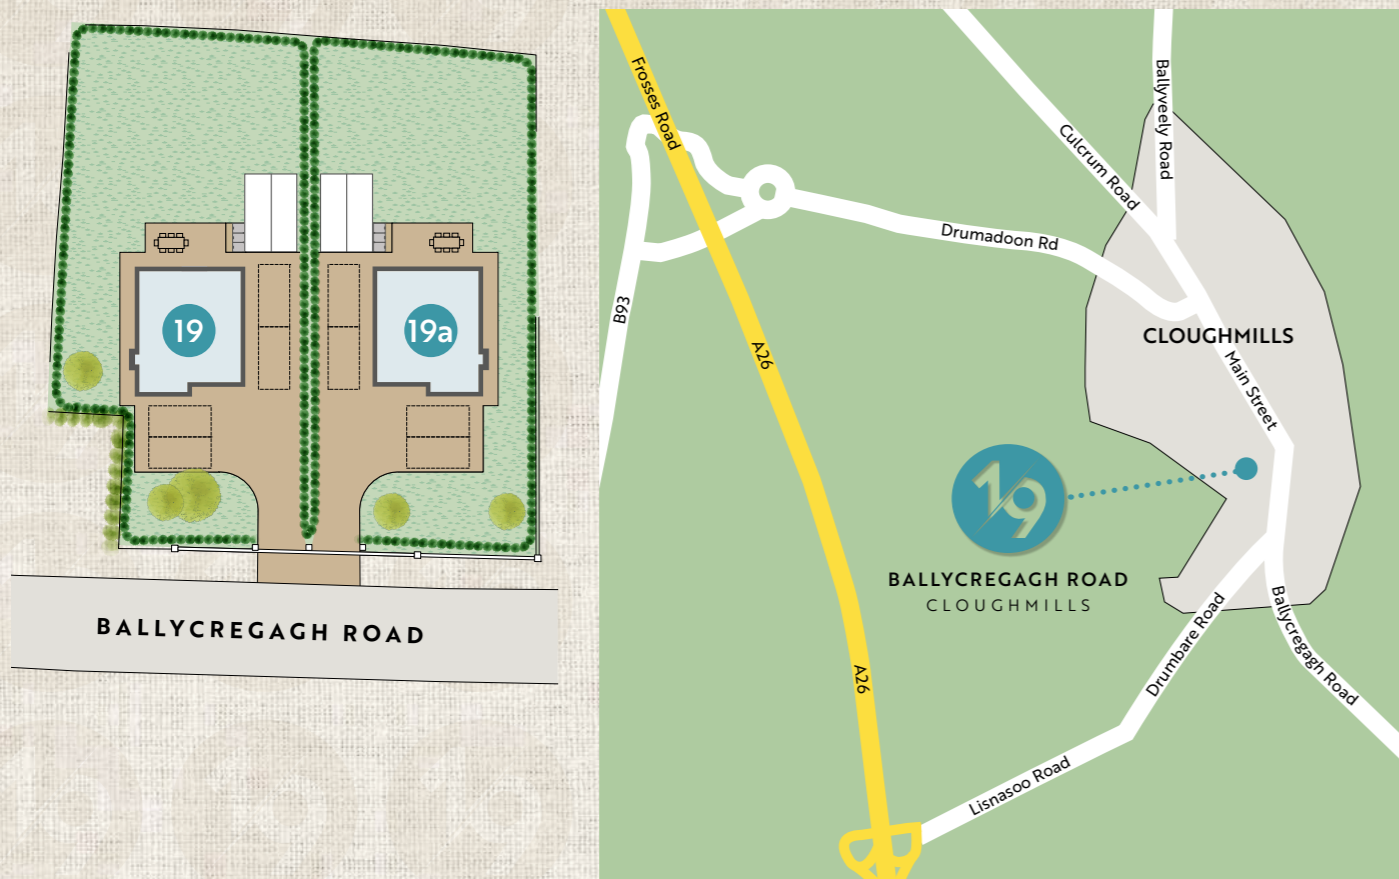 19
19a
BALLYCREGAGH ROAD
Frosses Road
B93
A26
A26
Culcrum Road
Ballyveely Road
Drumadoon Rd
CLOUGHMILLS
Main Street
19
BALLYCREGAGH ROAD
CLOUGHMILLS
Drumbare Road
Ballycregagh Road
Lisnasoo Road